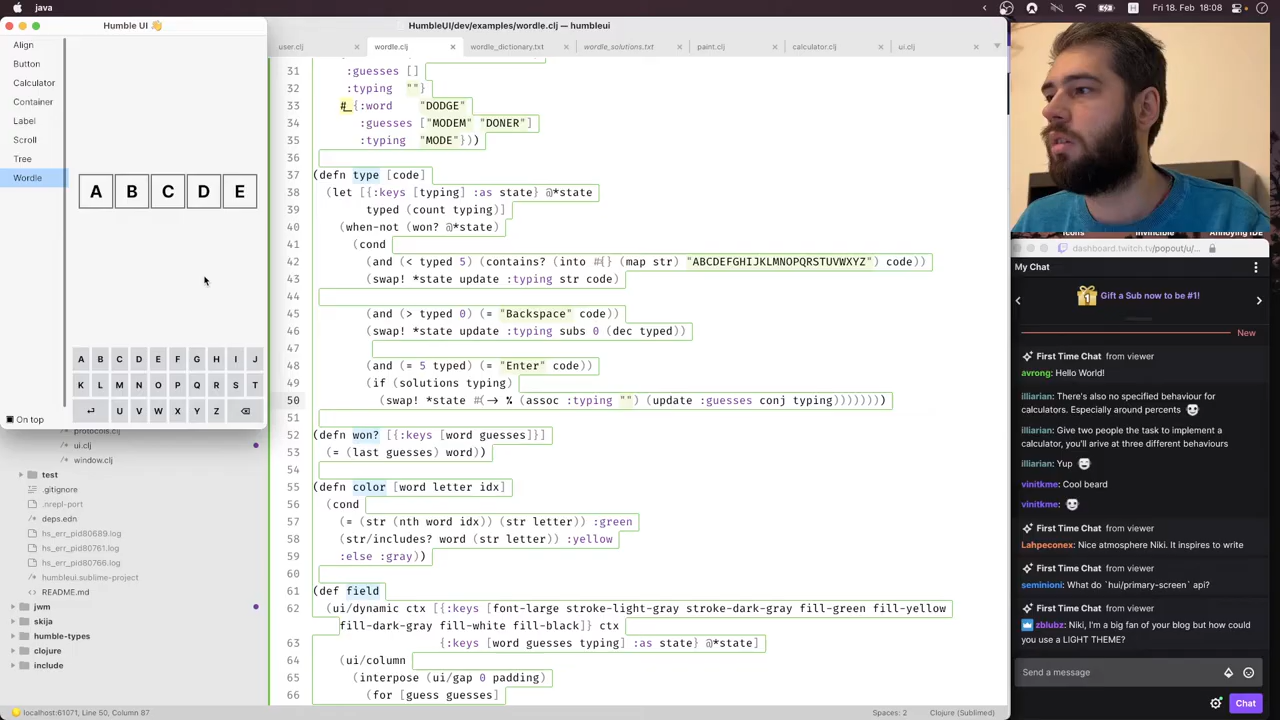 java
Fri 18. Feb 18:08
Humble UI 👋
HumbleUI/dev/examples/wordle.clj — humbleui
Align
Button
Calculator
Container
Label
Scroll
Tree
Wordle
A B C D E
A B C D E F G H I J
K L M N O P Q R S T
U V W X Y Z
On top
protocols.clj
ui.clj
window.clj
test
.gitignore
.nrepl-port
deps.edn
hs_err_pid80689.log
hs_err_pid80761.log
hs_err_pid80766.log
humbleui.sublime-project
README.md
jwm
skija
humble-types
clojure
include
user.clj
wordle.clj
wordle_dictionary.txt
wordle_solutions.txt
paint.clj
calculator.clj
ui.clj
31 :guesses []
32 :typing ""}
33 #_{:word "DODGE"
34 :guesses ["MODEM" "DONER"]
35 :typing "MODE"}))
36
37 (defn type [code]
38 (let [{:keys [typing] :as state} @*state
39 typed (count typing)]
40 (when-not (won? @*state)
41 (cond
42 (and (< typed 5) (contains? (into #{} (map str) "ABCDEFGHIJKLMNOPQRSTUVWXYZ") code))
43 (swap! *state update :typing str code)
44
45 (and (> typed 0) (= "Backspace" code))
46 (swap! *state update :typing subs 0 (dec typed))
47
48 (and (= 5 typed) (= "Enter" code))
49 (if (solutions typing)
50 (swap! *state #(-> % (assoc :typing "") (update :guesses conj typing)))))))
51
52 (defn won? [{:keys [word guesses]}]
53 (= (last guesses) word))
54
55 (defn color [word letter idx]
56 (cond
57 (= (str (nth word idx)) (str letter)) :green
58 (str/includes? word (str letter)) :yellow
59 :else :gray))
60
61 (def field
62 (ui/dynamic ctx [{:keys [font-large stroke-light-gray stroke-dark-gray fill-green fill-yellow
fill-dark-gray fill-white fill-black]} ctx
63 {:keys [word guesses typing] :as state} @*state]
64 (ui/column
65 (interpose (ui/gap 0 padding)
66 (for [guess guesses]
localhost:61071, Line 50, Column 87
Spaces: 2
Clojure (Sublimed)
Icons
Invincible
Annoying IDE
dashboard.twitch.tv/popout/u/...
My Chat
Gift a Sub now to be #1!
1
New
First Time Chat from viewer
avrong: Hello World!
illiarian: There's also no specified behaviour for
calculators. Especially around percents
illiarian: Give two people the task to implement a
calculator, you'll arive at three different behaviours
illiarian: Yup
vinitkme: Cool beard
vinitkme:
First Time Chat from viewer
Lahpeconex: Nice atmosphere Niki. It inspires to write
First Time Chat from viewer
seminioni: What do `hui/primary-screen` api?
First Time Chat from viewer
zblubz: Niki, I'm a big fan of your blog but how could
you use a LIGHT THEME?
Send a message
Chat